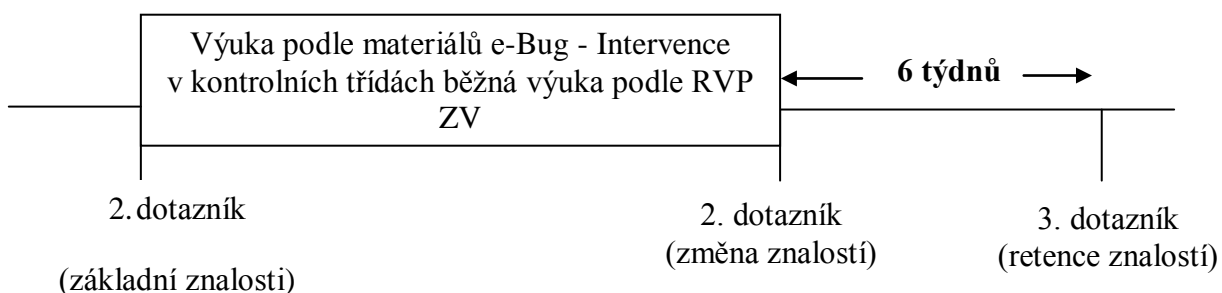 Výuka podle materiálů e-Bug - Intervence
v kontrolních třídách běžná výuka podle RVP
ZV
6 týdnů
2. dotazník
(základní znalosti)
2. dotazník
(změna znalostí)
3. dotazník
(retence znalostí)